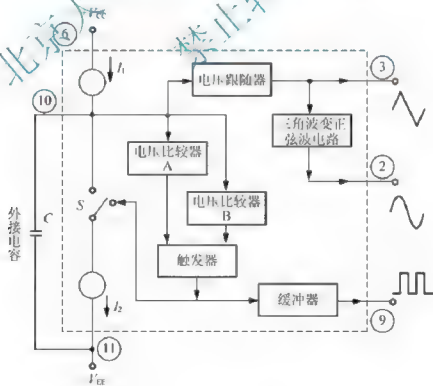 6
I₁
电压跟随器
3
10
三角波变正
弦波电路
电压比较器
A
2
S
电压比较器
B
外接电容
C
触发器
I₂
缓冲器
9
11
V_EE